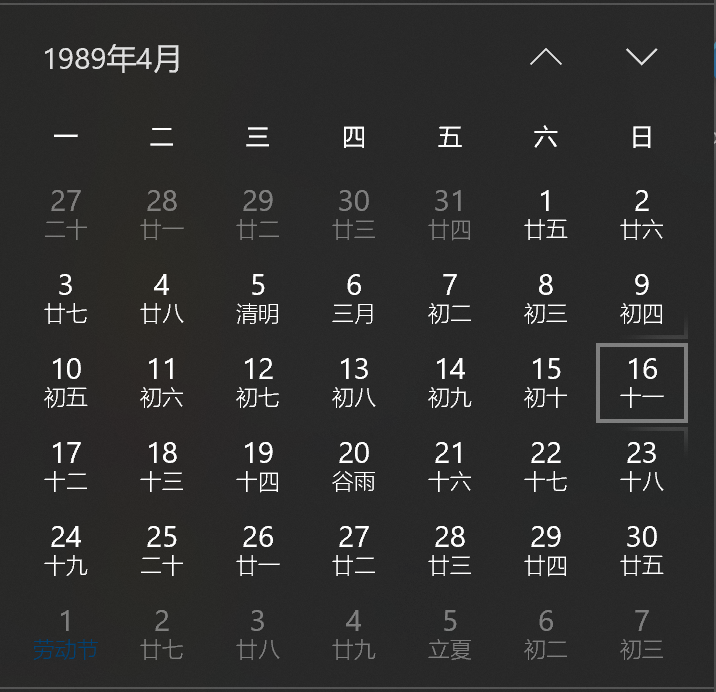 1989年4月
一 二 三 四 五 六 日
27 28 29 30 31 1 2
二十 廿一 廿二 廿三 廿四 廿五 廿六
3 4 5 6 7 8 9
廿七 廿八 清明 三月 初二 初三 初四
10 11 12 13 14 15 16
初五 初六 初七 初八 初九 初十 十一
17 18 19 20 21 22 23
十二 十三 十四 谷雨 十六 十七 十八
24 25 26 27 28 29 30
十九 二十 廿一 廿二 廿三 廿四 廿五
1 2 3 4 5 6 7
劳动节 廿七 廿八 廿九 立夏 初二 初三